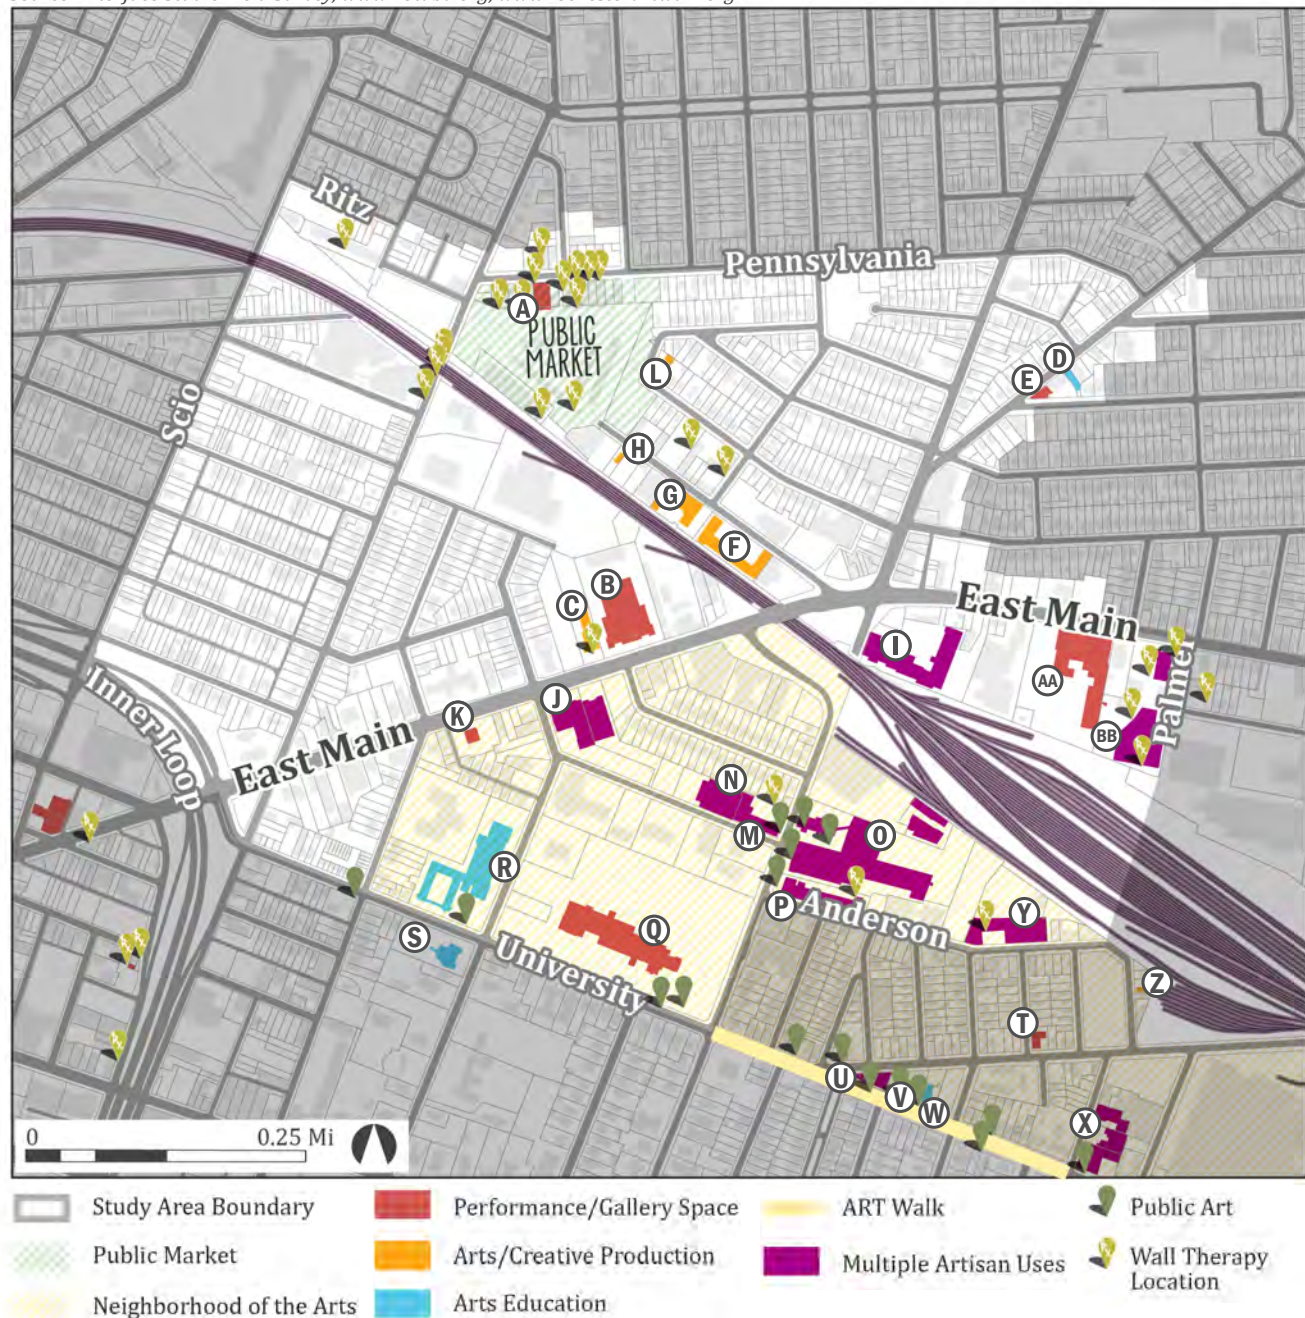 Ritz
Pennsylvania
A
PUBLIC
MARKET
L
D
E
Scio
H
G
F
B
C
East Main
I
AA
Palmer
BB
J
K
Inner Loop
East Main
N
M
O
R
P
Anderson
Y
S
Q
University
Z
T
U
V
W
X
0 0.25 Mi
Study Area Boundary
Public Market
Neighborhood of the Arts
Performance/Gallery Space
Arts/Creative Production
Arts Education
ART Walk
Multiple Artisan Uses
Public Art
Wall Therapy
Location